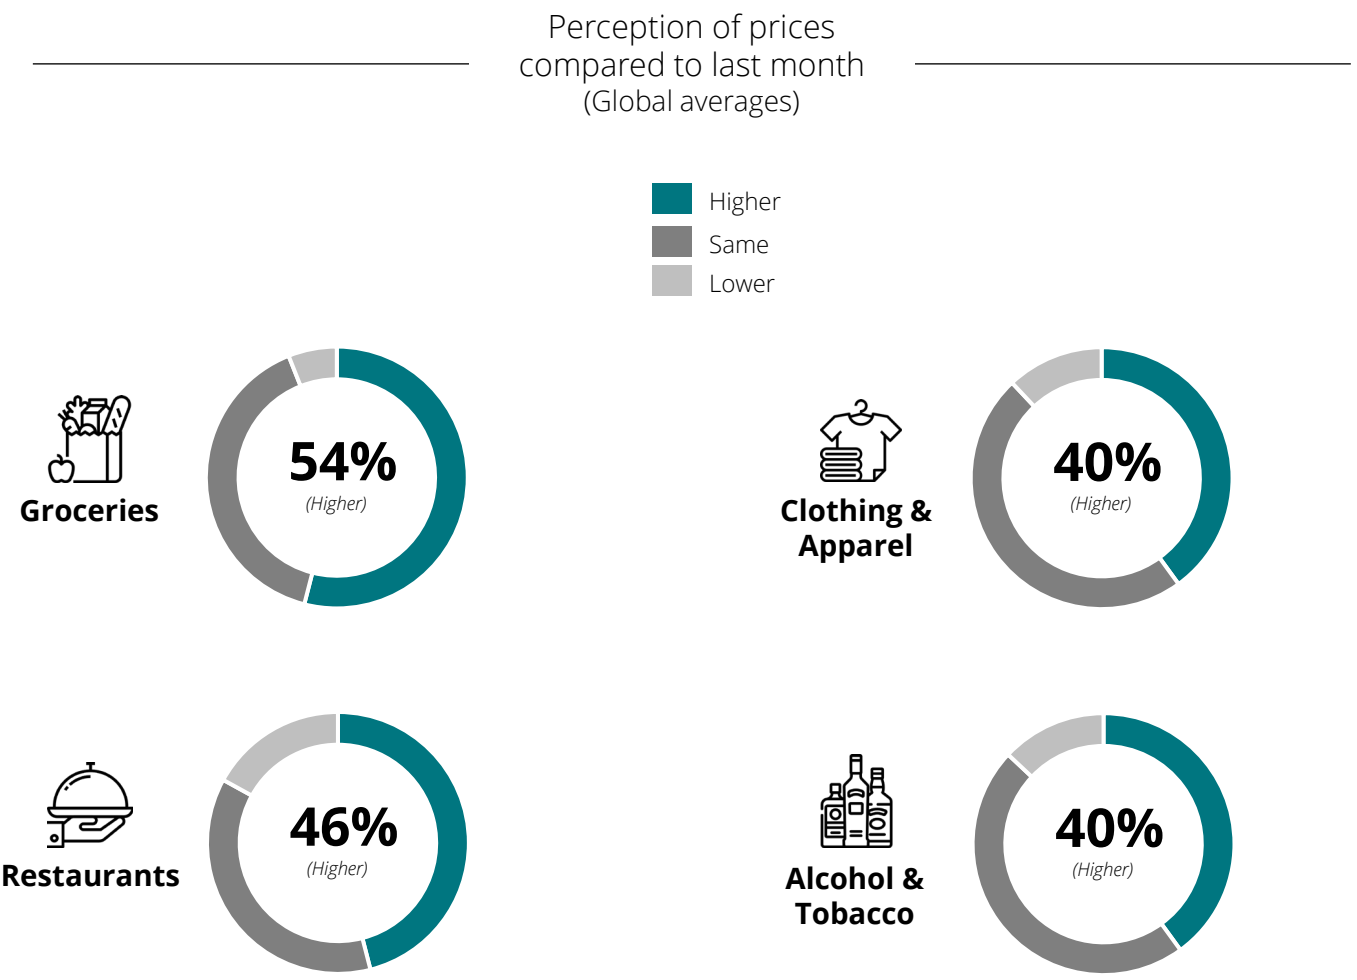 Perception of prices
compared to last month
(Global averages)
Higher
Same
Lower
54%
(Higher)
Groceries
40%
(Higher)
Clothing &
Apparel
46%
(Higher)
Restaurants
40%
(Higher)
Alcohol &
Tobacco